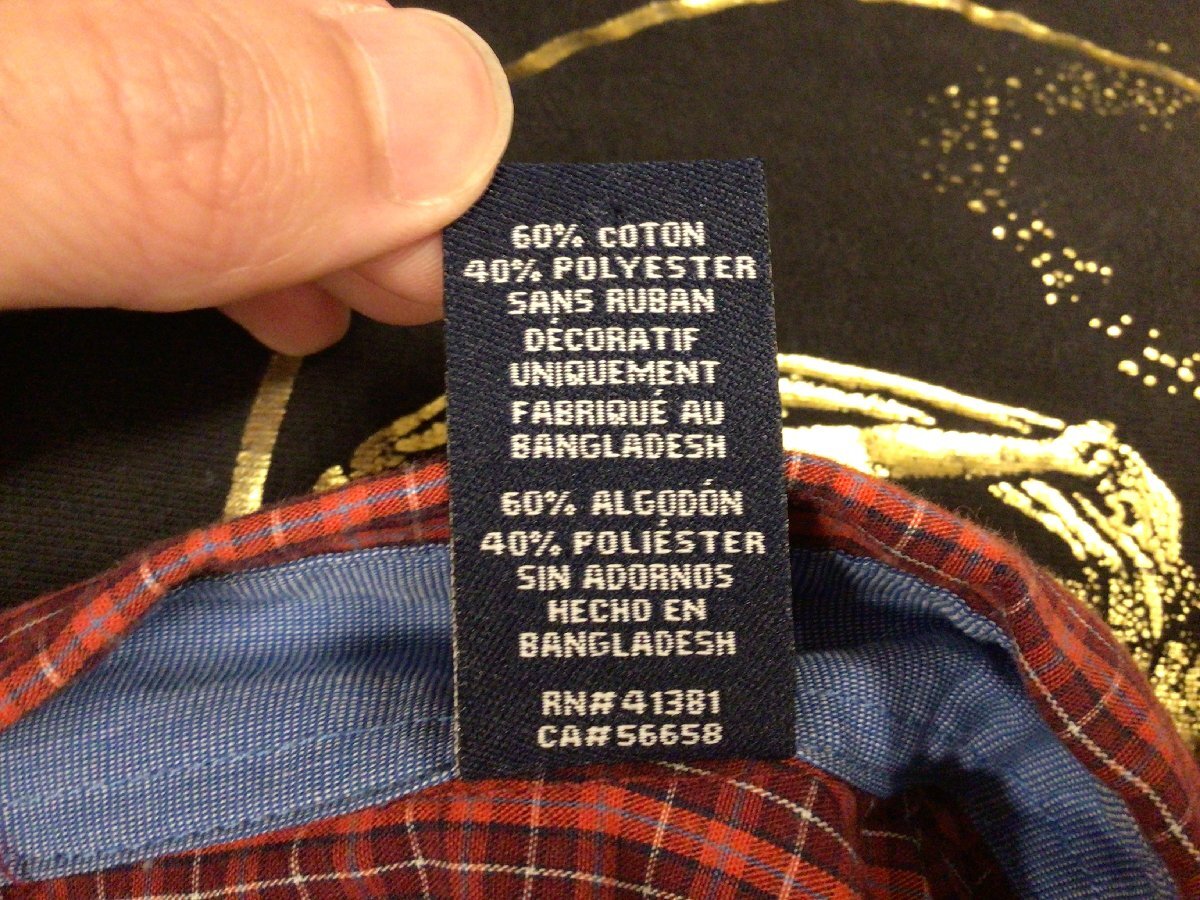 60% COTON
40% POLYESTER
SANS RUBAN
DÉCORATIF
UNIQUEMENT
FABRIQUÉ AU
BANGLADESH
60% ALGODÓN
40% POLIÉSTER
SIN ADORNOS
HECHO EN
BANGLADESH
RN# 41381
CA# 56658